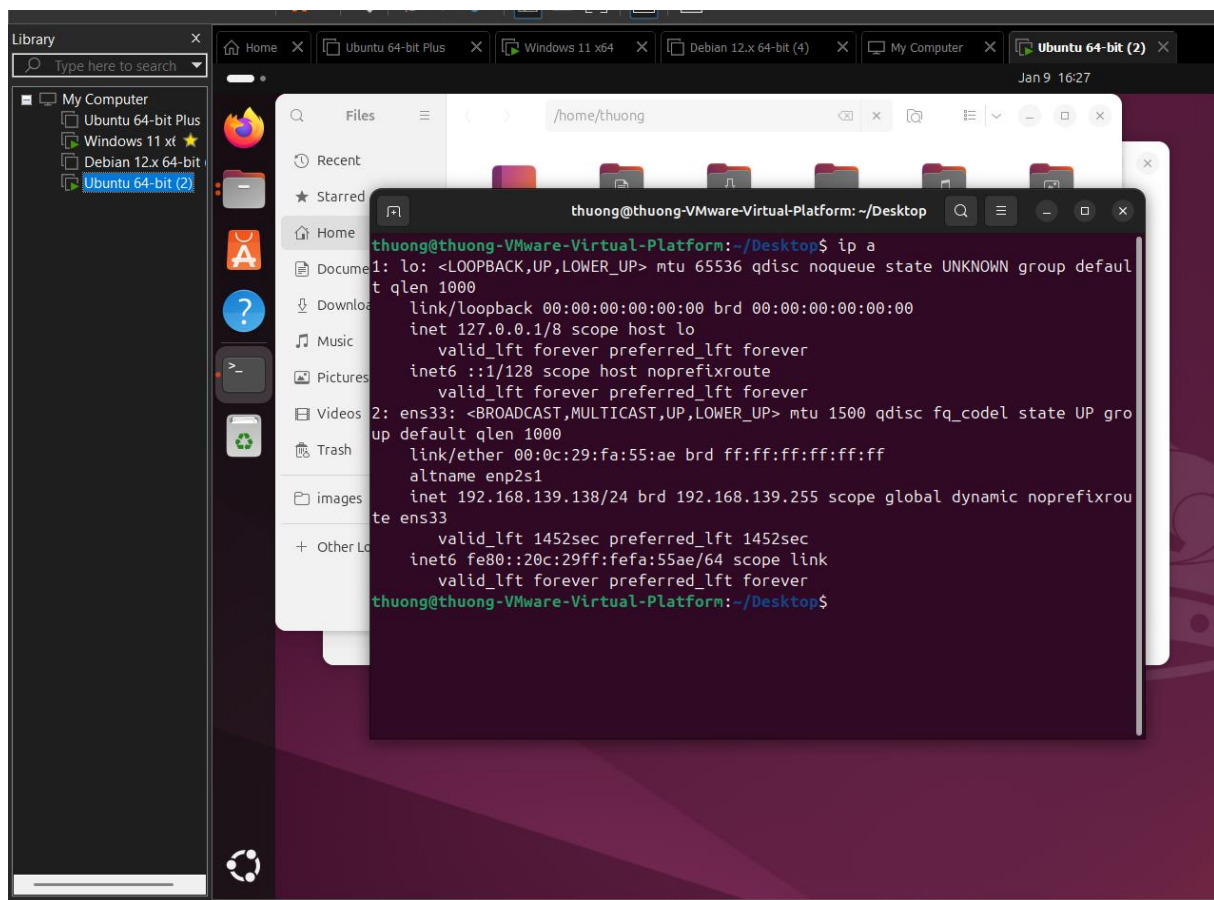 Library
Type here to search
My Computer
Ubuntu 64-bit Plus
Windows 11 x6
Debian 12.x 64-bit
Ubuntu 64-bit (2)
Home
Ubuntu 64-bit Plus
Windows 11 x64
Debian 12.x 64-bit (4)
My Computer
Ubuntu 64-bit (2)
Jan 9 16:27
Files
/home/thuong
Recent
Starred
Home
Docume
Downloa
Music
Pictures
Videos
Trash
images
+ Other Lo
thuong@thuong-VMware-Virtual-Platform: ~/Desktop
thuong@thuong-VMware-Virtual-Platform:~/Desktop$ ip a
1: lo: <LOOPBACK,UP,LOWER_UP> mtu 65536 qdisc noqueue state UNKNOWN group defaul
t qlen 1000
link/loopback 00:00:00:00:00:00 brd 00:00:00:00:00:00
inet 127.0.0.1/8 scope host lo
valid_lft forever preferred_lft forever
inet6 ::1/128 scope host noprefixroute
valid_lft forever preferred_lft forever
2: ens33: <BROADCAST,MULTICAST,UP,LOWER_UP> mtu 1500 qdisc fq_codel state UP gro
up default qlen 1000
link/ether 00:0c:29:fa:55:ae brd ff:ff:ff:ff:ff:ff
altname enp2s1
inet 192.168.139.138/24 brd 192.168.139.255 scope global dynamic noprefixrou
te ens33
valid_lft 1452sec preferred_lft 1452sec
inet6 fe80::20c:29ff:fefa:55ae/64 scope link
valid_lft forever preferred_lft forever
thuong@thuong-VMware-Virtual-Platform:~/Desktop$